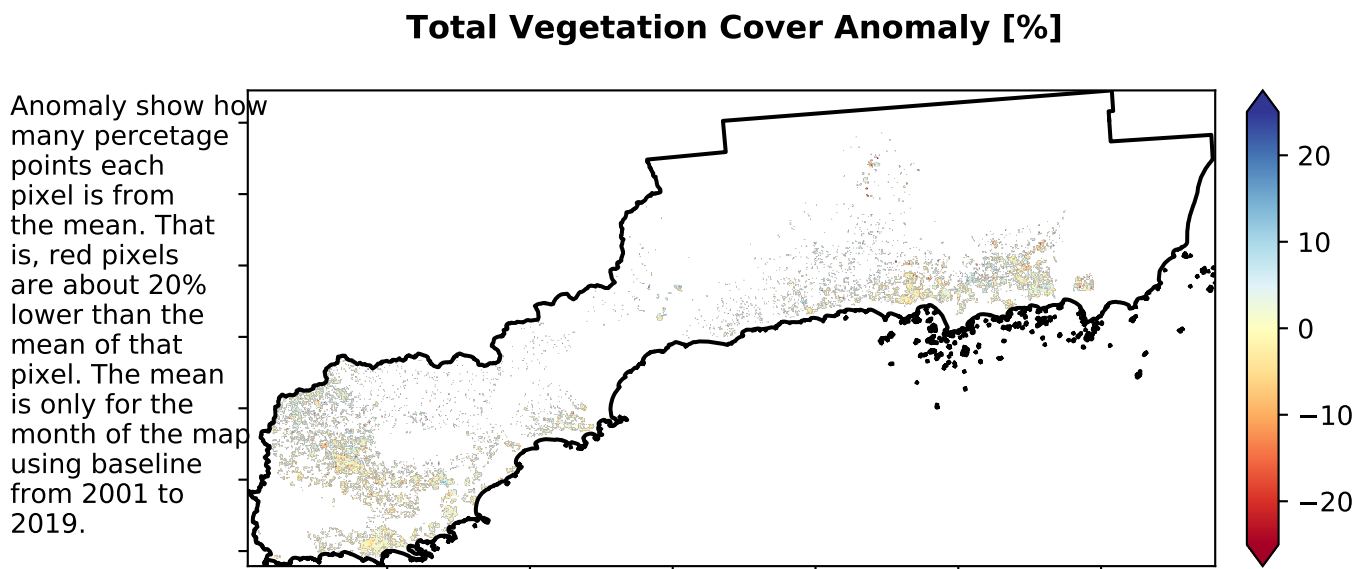 Total Vegetation Cover Anomaly [%]
Anomaly show how
many percetage
points each
pixel is from
the mean. That
is, red pixels
are about 20%
lower than the
mean of that
pixel. The mean
is only for the
month of the map
using baseline
from 2001 to
2019.
20
10
0
−10
−20